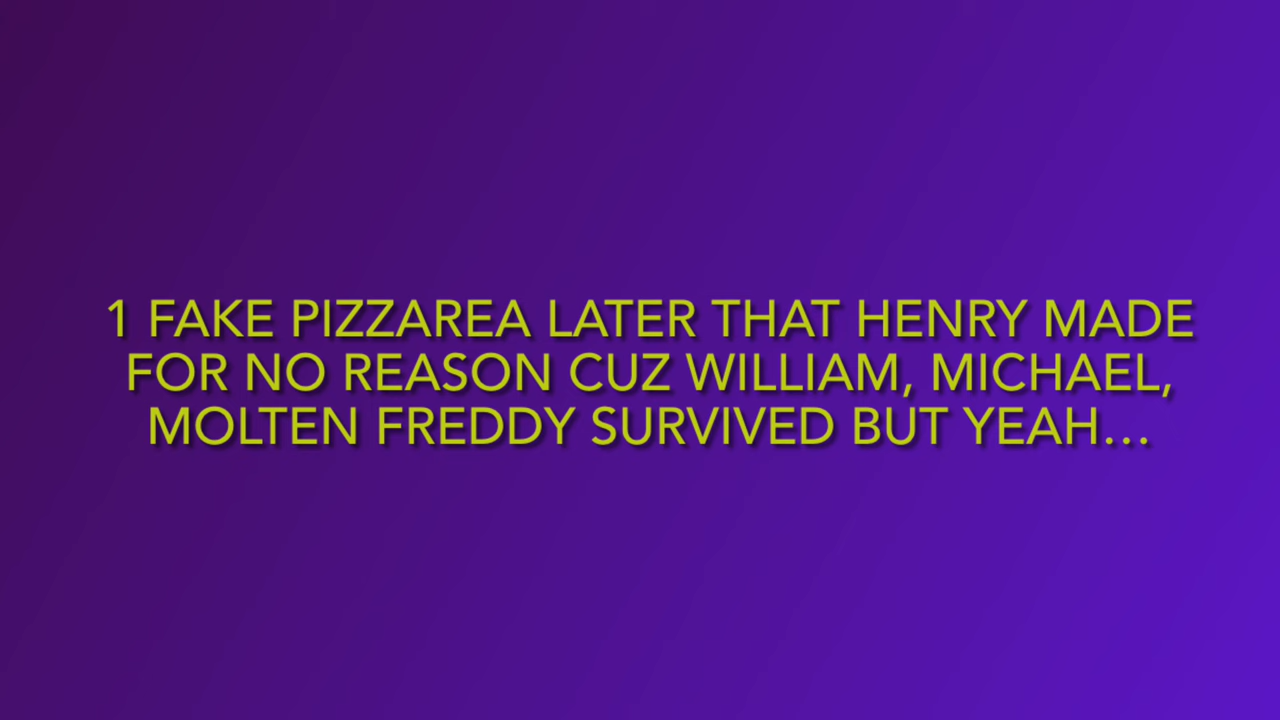 1 FAKE PIZZAREA LATER THAT HENRY MADE
FOR NO REASON CUZ WILLIAM, MICHAEL,
MOLTEN FREDDY SURVIVED BUT YEAH...